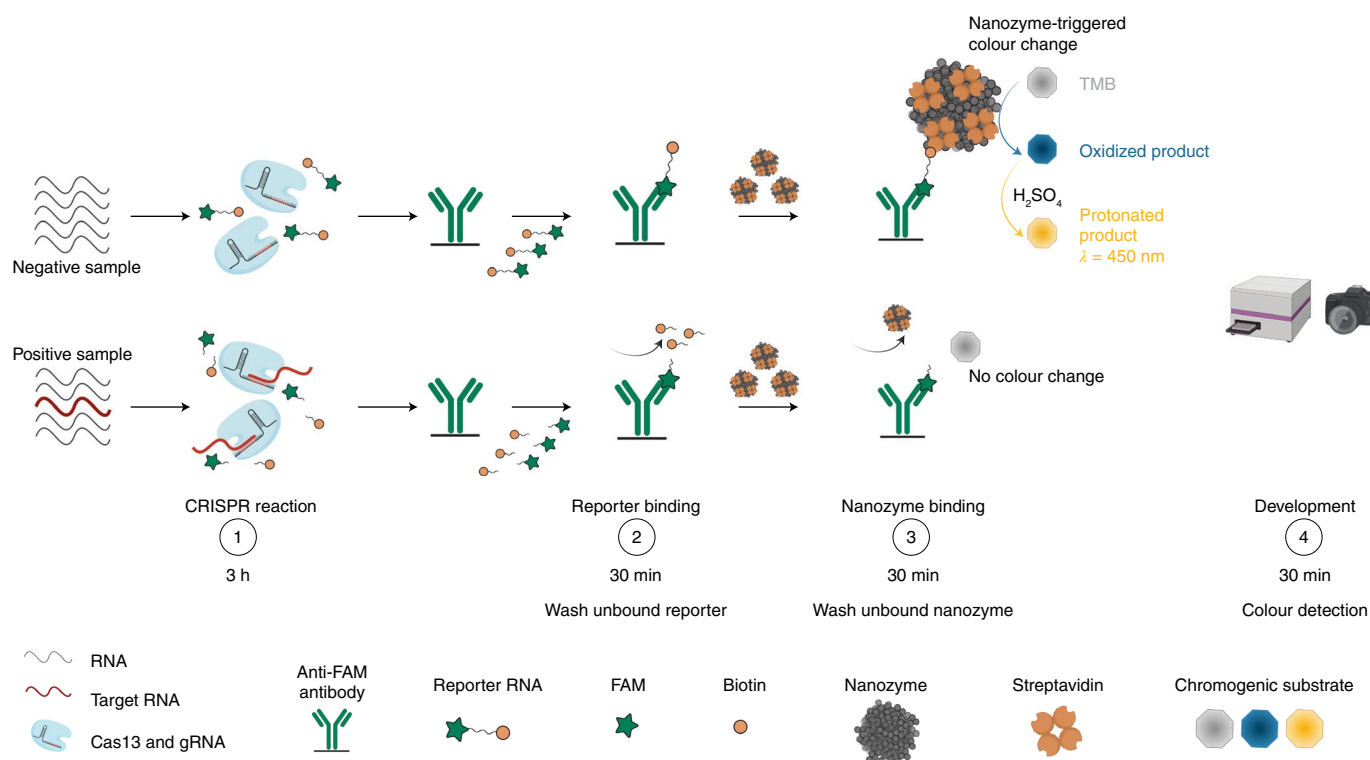 Nanozyme-triggered
colour change
TMB
Oxidized product
H₂SO₄
Protonated
product
λ = 450 nm
Negative sample
Positive sample
No colour change
CRISPR reaction
1
3 h
Reporter binding
2
30 min
Wash unbound reporter
Nanozyme binding
3
30 min
Wash unbound nanozyme
Development
4
30 min
Colour detection
RNA
Target RNA
Cas13 and gRNA
Anti-FAM
antibody
Reporter RNA
FAM
Biotin
Nanozyme
Streptavidin
Chromogenic substrate